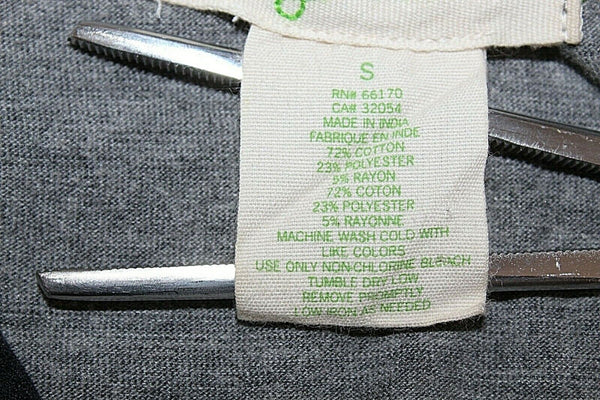 S
RN# 66170
CA# 32054
MADE IN INDIA
FABRIQUE EN INDE
72% COTTON
23% POLYESTER
5% RAYON
72% COTON
23% POLYESTER
5% RAYONNE
MACHINE WASH COLD WITH
LIKE COLORS
USE ONLY NON-CHLORINE BLEACH
TUMBLE DRY LOW
REMOVE PROMPTLY
LOW IRON AS NEEDED